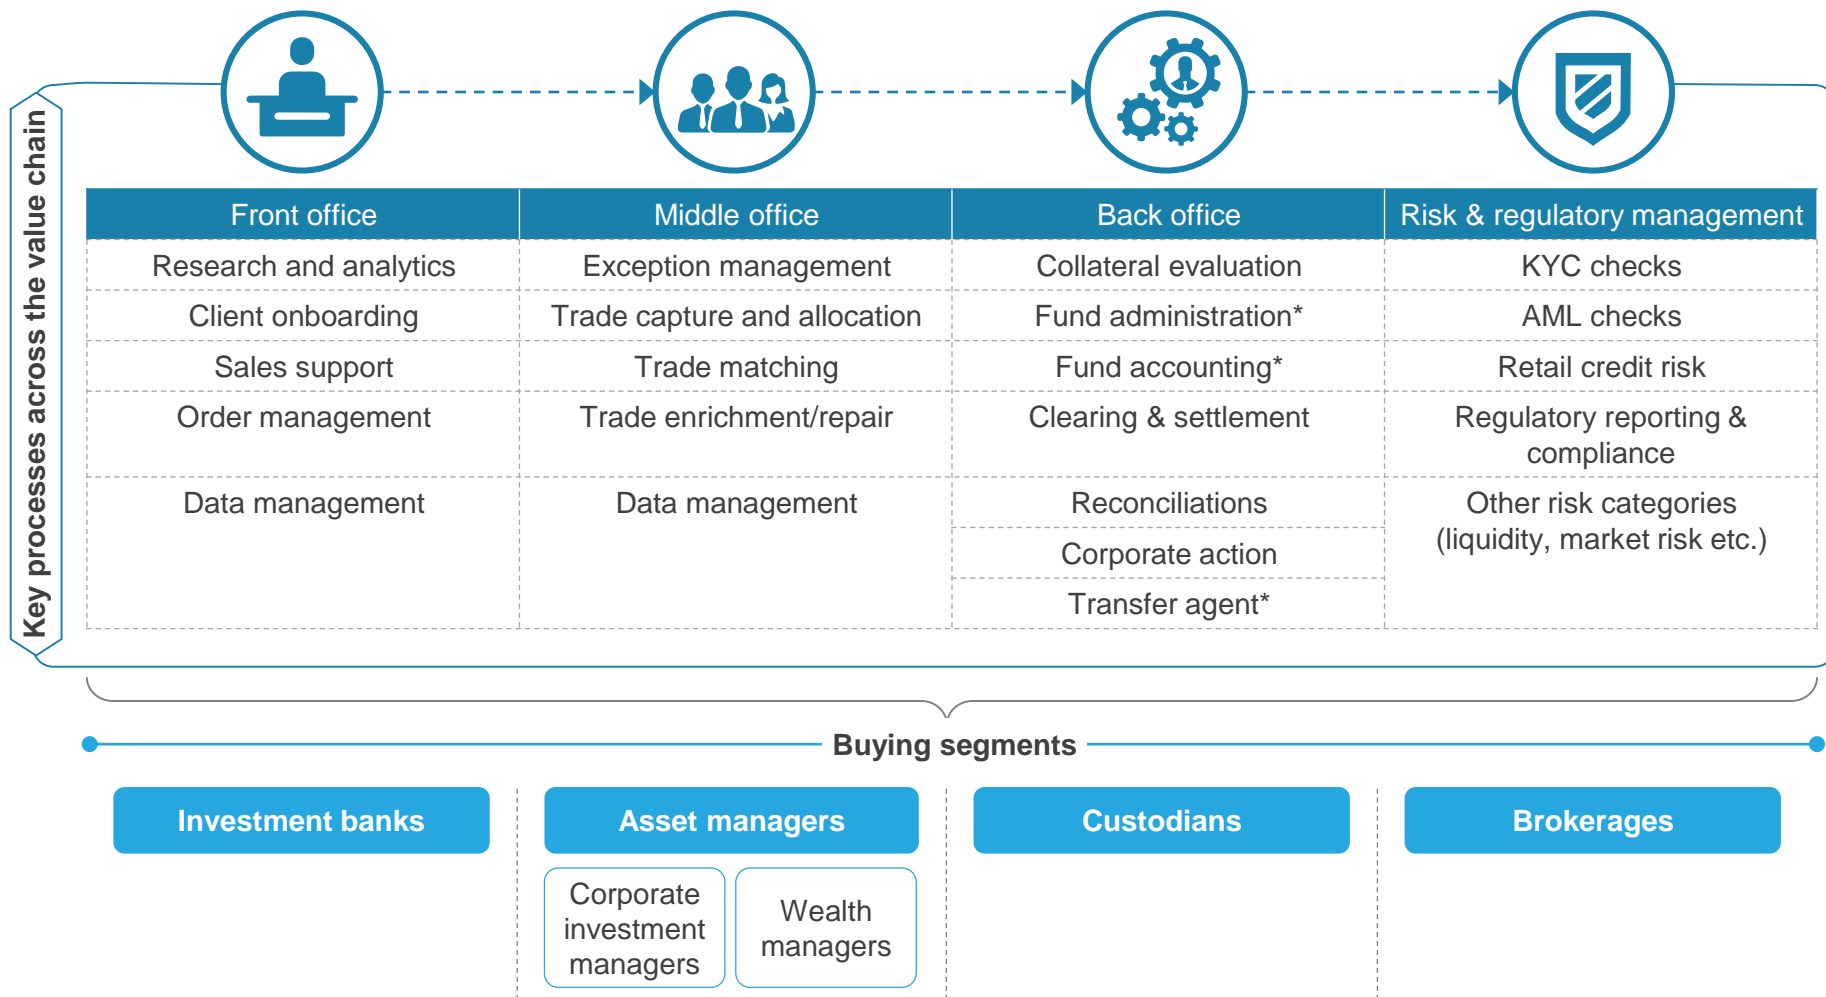 Key processes across the value chain
Front office
Middle office
Back office
Risk & regulatory management
Research and analytics
Exception management
Collateral evaluation
KYC checks
Client onboarding
Trade capture and allocation
Fund administration*
AML checks
Sales support
Trade matching
Fund accounting*
Retail credit risk
Order management
Trade enrichment/repair
Clearing & settlement
Regulatory reporting &
compliance
Data management
Data management
Reconciliations
Other risk categories
(liquidity, market risk etc.)
Corporate action
Transfer agent*
Buying segments
Investment banks
Asset managers
Custodians
Brokerages
Corporate
investment
managers
Wealth
managers